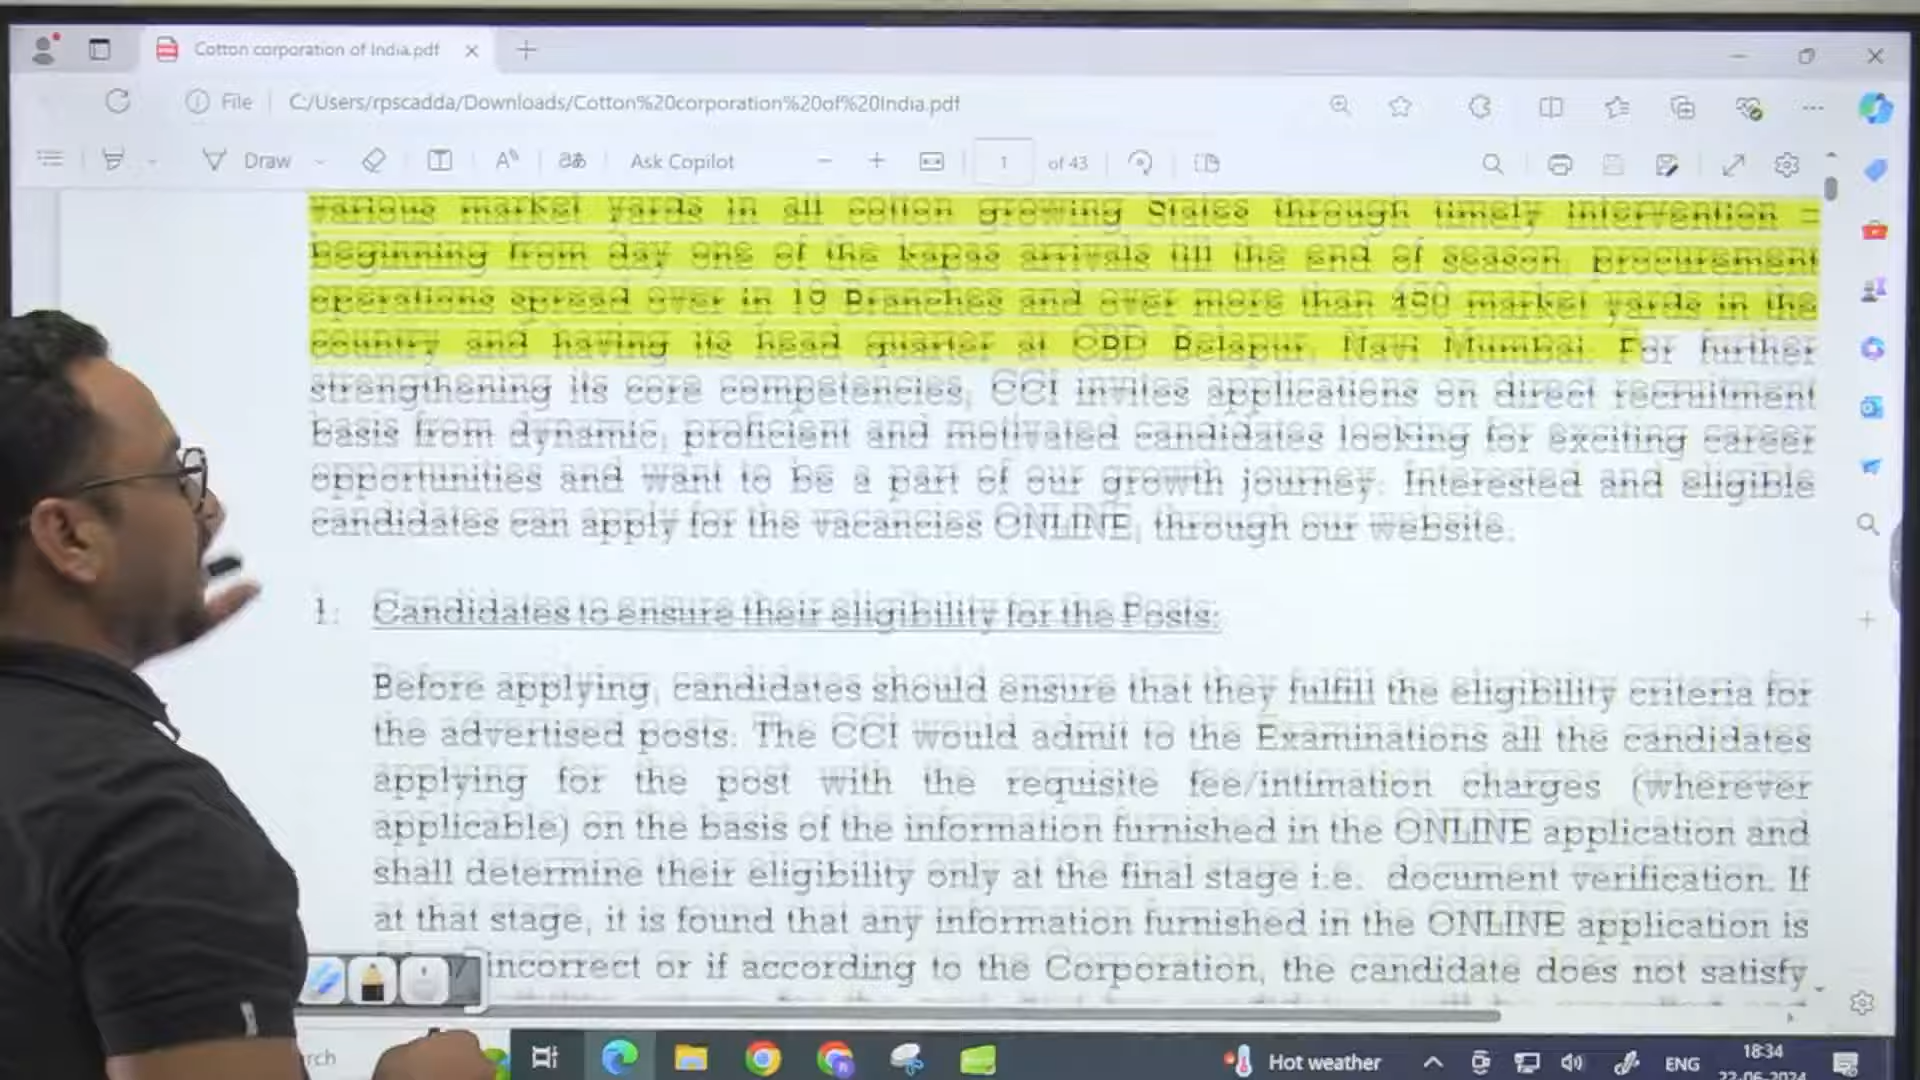 Cotton corporation of India.pdf
File
C:/Users/rpscadda/Downloads/Cotton%20corporation%20of%20India.pdf
Draw
Ask Copilot
1 of 43
various market yards in all cotton growing States through timely intervention –
beginning from day one of the kapas arrivals till the end of season, procurement
operations spread over in 19 Branches and over more than 450 market yards in the
country and having its head quarter at CBD Belapur, Navi Mumbai. For further
strengthening its core competencies, CCI invites applications on direct recruitment
basis from dynamic, proficient and motivated candidates looking for exciting career
opportunities and want to be a part of our growth journey. Interested and eligible
candidates can apply for the vacancies ONLINE, through our website.
1. Candidates to ensure their eligibility for the Posts:
Before applying, candidates should ensure that they fulfill the eligibility criteria for
the advertised posts. The CCI would admit to the Examinations all the candidates
applying for the post with the requisite fee/intimation charges (wherever
applicable) on the basis of the information furnished in the ONLINE application and
shall determine their eligibility only at the final stage i.e. document verification. If
at that stage, it is found that any information furnished in the ONLINE application is
incorrect or if according to the Corporation, the candidate does not satisfy
rch
Hot weather
ENG
18:34
22-06-2024